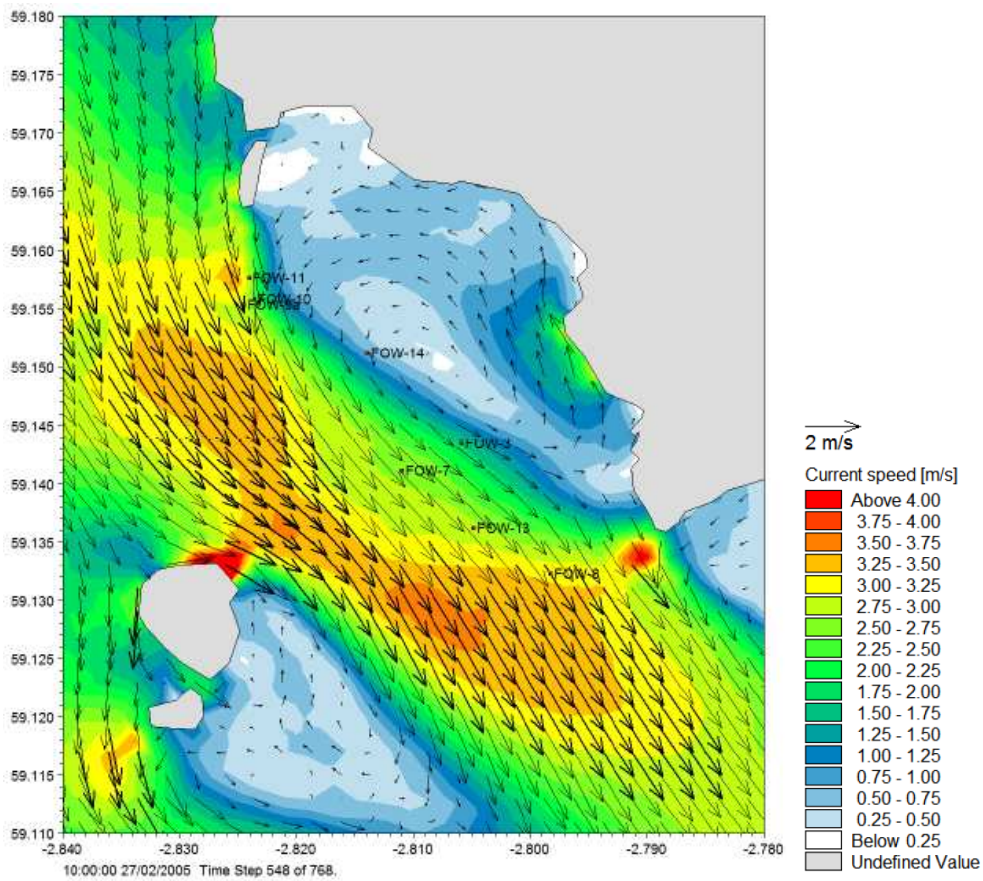 59.180
59.175
59.170
59.165
59.160
59.155
59.150
59.145
59.140
59.135
59.130
59.125
59.120
59.115
59.110
FOW-11
FOW-10
FOW-14
FOW-3
FOW-7
FOW-13
FOW-8
-2.840
-2.830
-2.820
-2.810
-2.800
-2.790
-2.780
10:00:00 27/02/2005 Time Step 548 of 768.
2 m/s
Current speed [m/s]
Above 4.00
3.75 - 4.00
3.50 - 3.75
3.25 - 3.50
3.00 - 3.25
2.75 - 3.00
2.50 - 2.75
2.25 - 2.50
2.00 - 2.25
1.75 - 2.00
1.50 - 1.75
1.25 - 1.50
1.00 - 1.25
0.75 - 1.00
0.50 - 0.75
0.25 - 0.50
Below 0.25
Undefined Value